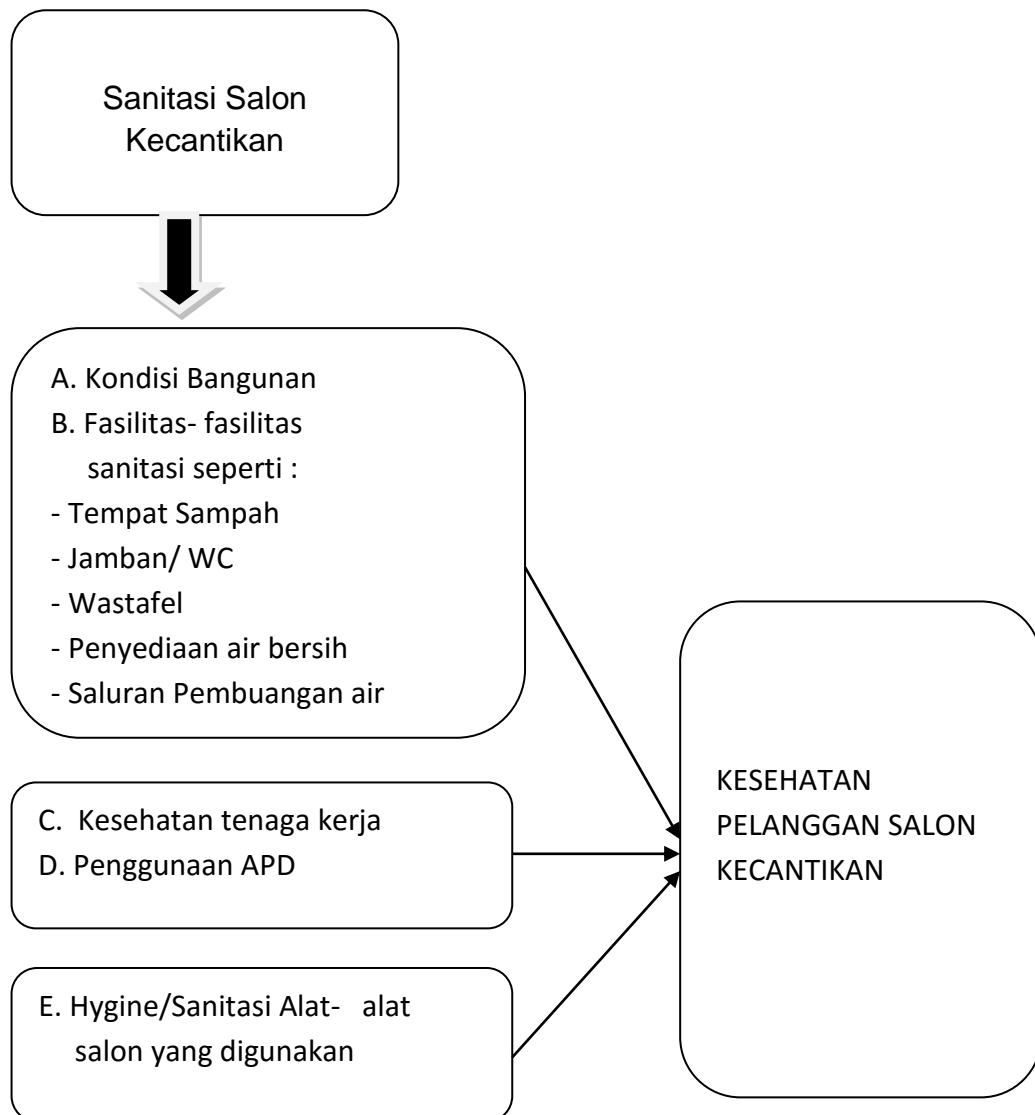 Sanitasi Salon
Kecantikan
A. Kondisi Bangunan
B. Fasilitas- fasilitas
sanitasi seperti :
- Tempat Sampah
- Jamban/ WC
- Wastafel
- Penyediaan air bersih
- Saluran Pembuangan air
C. Kesehatan tenaga kerja
D. Penggunaan APD
E. Hygine/Sanitasi Alat- alat
salon yang digunakan
KESEHATAN
PELANGGAN SALON
KECANTIKAN